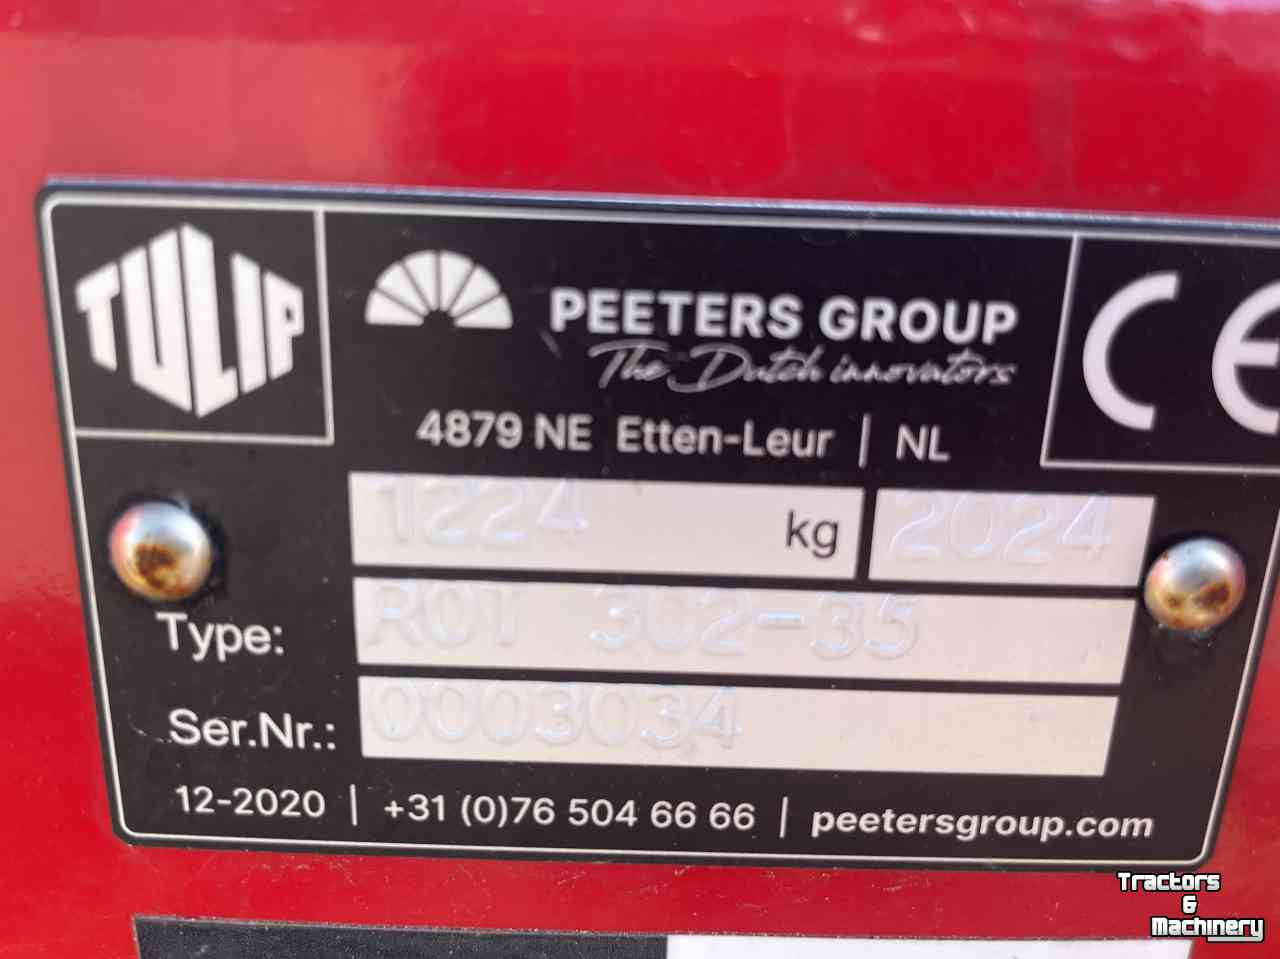 TULIP
PEETERS GROUP
The Dutch innovators
CE
4879 NE Etten-Leur | NL
1224 kg 2024
Type: ROT 302-35
Ser.Nr.: 0003034
12-2020 | +31 (0)76 504 66 66 | peetersgroup.com
Tractors
&
Machinery